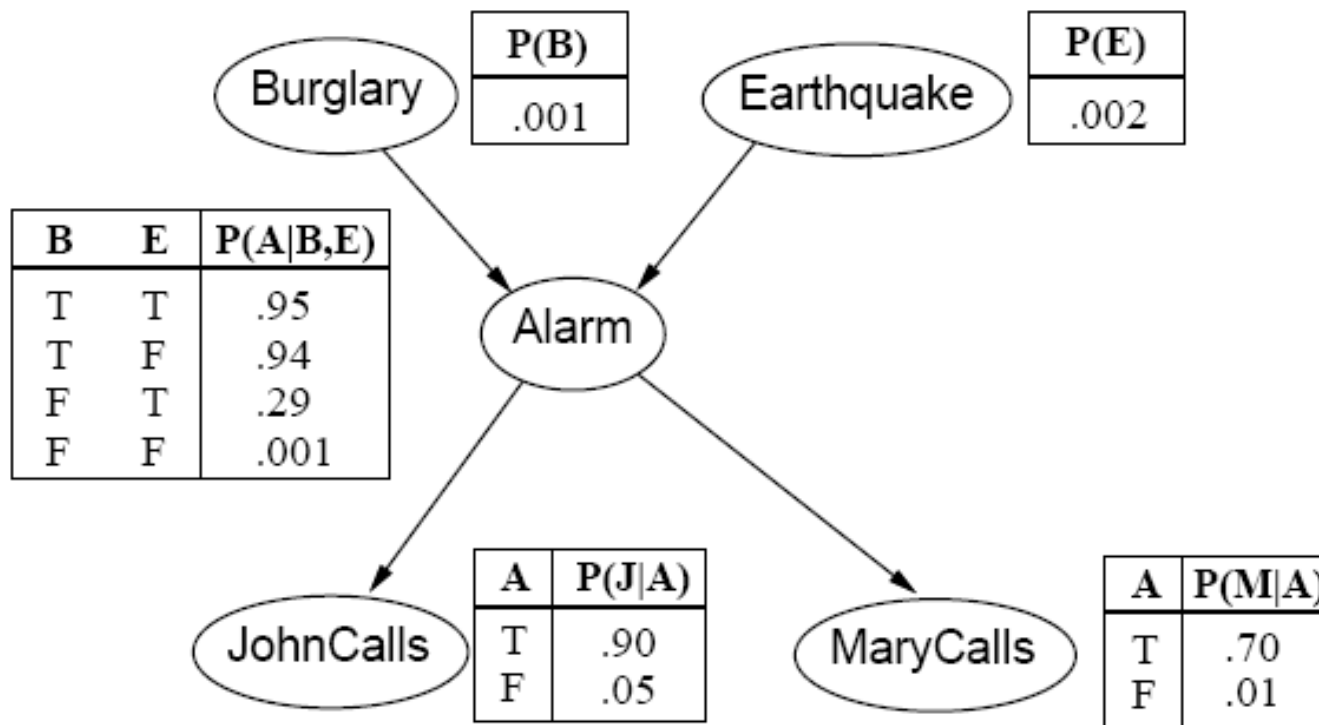 Burglary
P(B)
.001
Earthquake
P(E)
.002
B E P(A|B,E)
T T .95
T F .94
F T .29
F F .001
Alarm
JohnCalls
A P(J|A)
T .90
F .05
MaryCalls
A P(M|A)
T .70
F .01